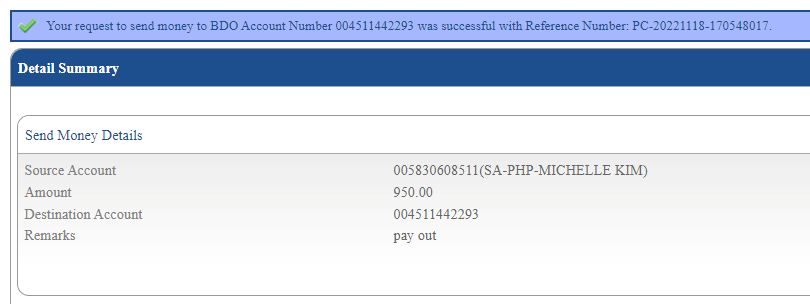 Your request to send money to BDO Account Number 004511442293 was successful with Reference Number: PC-20221118-170548017.
Detail Summary
Send Money Details
Source Account 005830608511(SA-PHP-MICHELLE KIM)
Amount 950.00
Destination Account 004511442293
Remarks pay out